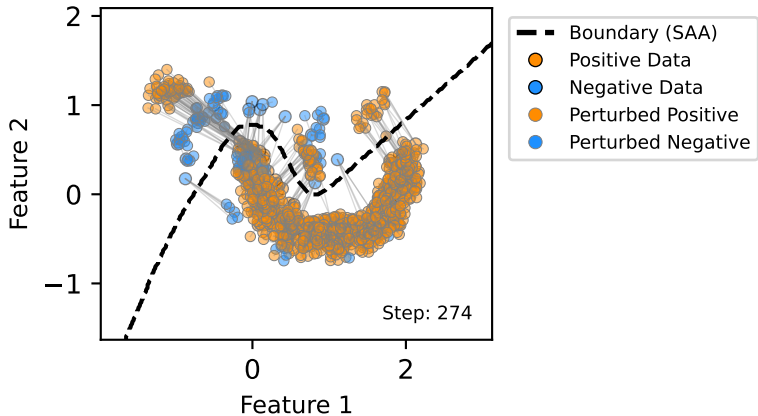 2
1
0
−1
Feature 2
0
2
Feature 1
Step: 274
Boundary (SAA)
Positive Data
Negative Data
Perturbed Positive
Perturbed Negative